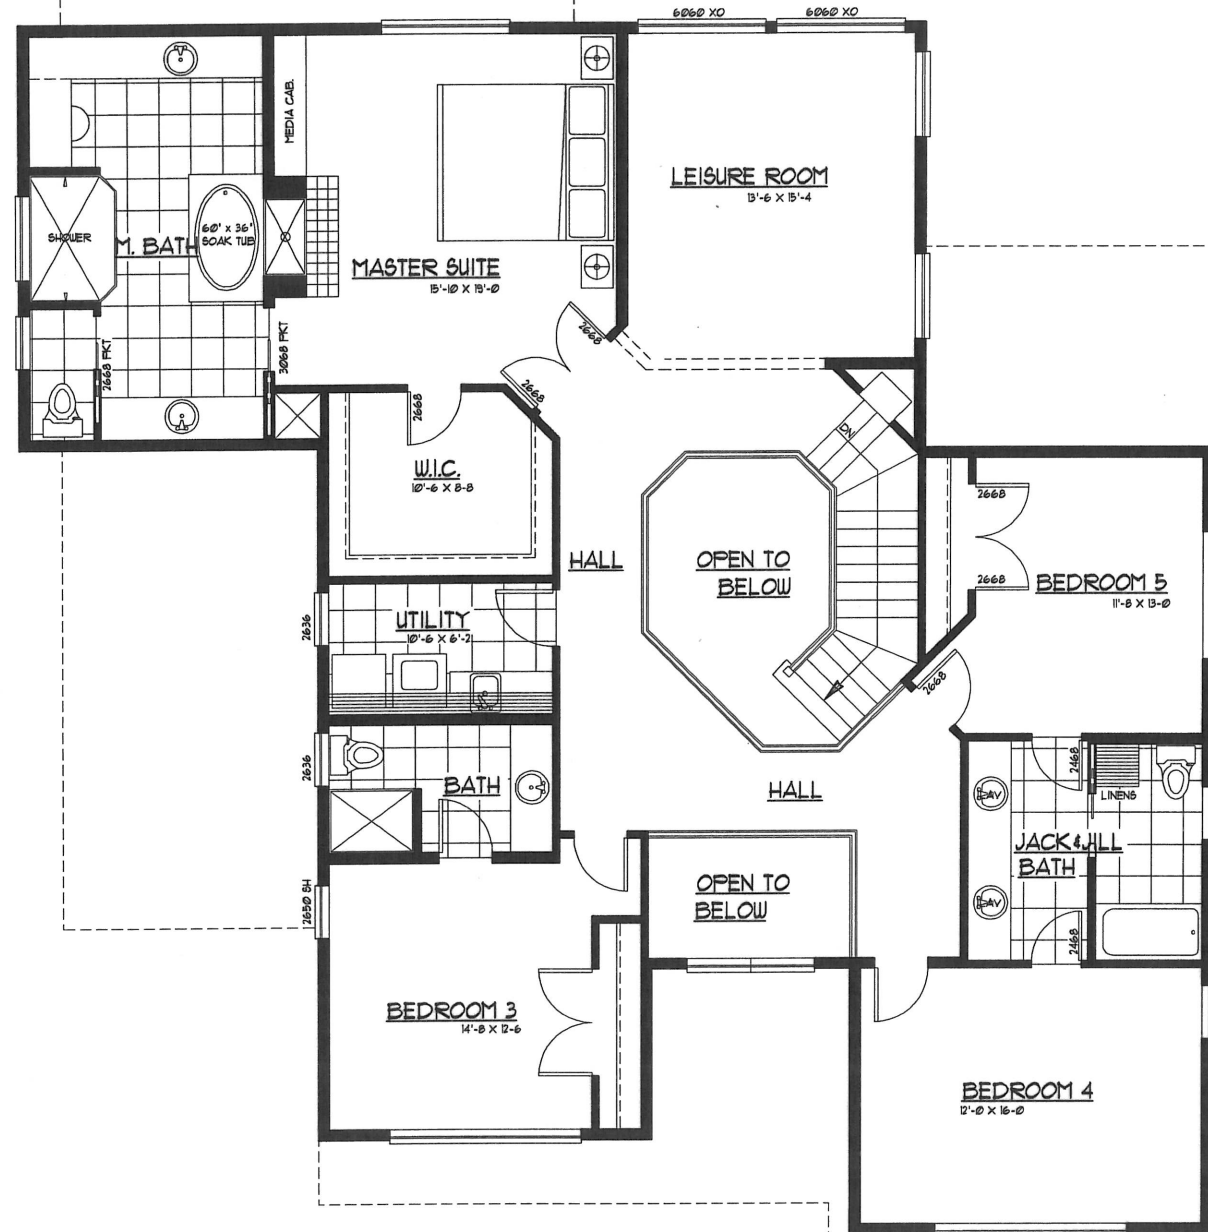 6060 XO
6060 XO
MEDIA CAB.
LEISURE ROOM
13'-6 X 15'-4
SHOWER
M. BATH
60" x 36"
SOAK TUB
MASTER SUITE
15'-10 X 15'-0
2668 PKT
3068 PKT
2668
2668
2668
W.I.C.
10'-6 X 8-8
DN
HALL
OPEN TO
BELOW
2668
2668
BEDROOM 5
11'-8 X 13-0
2636
UTILITY
10'-6 X 6'-2
2668
2636
BATH
HALL
2468
LINENS
LAV
JACK & JILL
BATH
LAV
2468
2650 SH
OPEN TO
BELOW
BEDROOM 3
14'-8 X 12-6
BEDROOM 4
12'-0 X 16-0